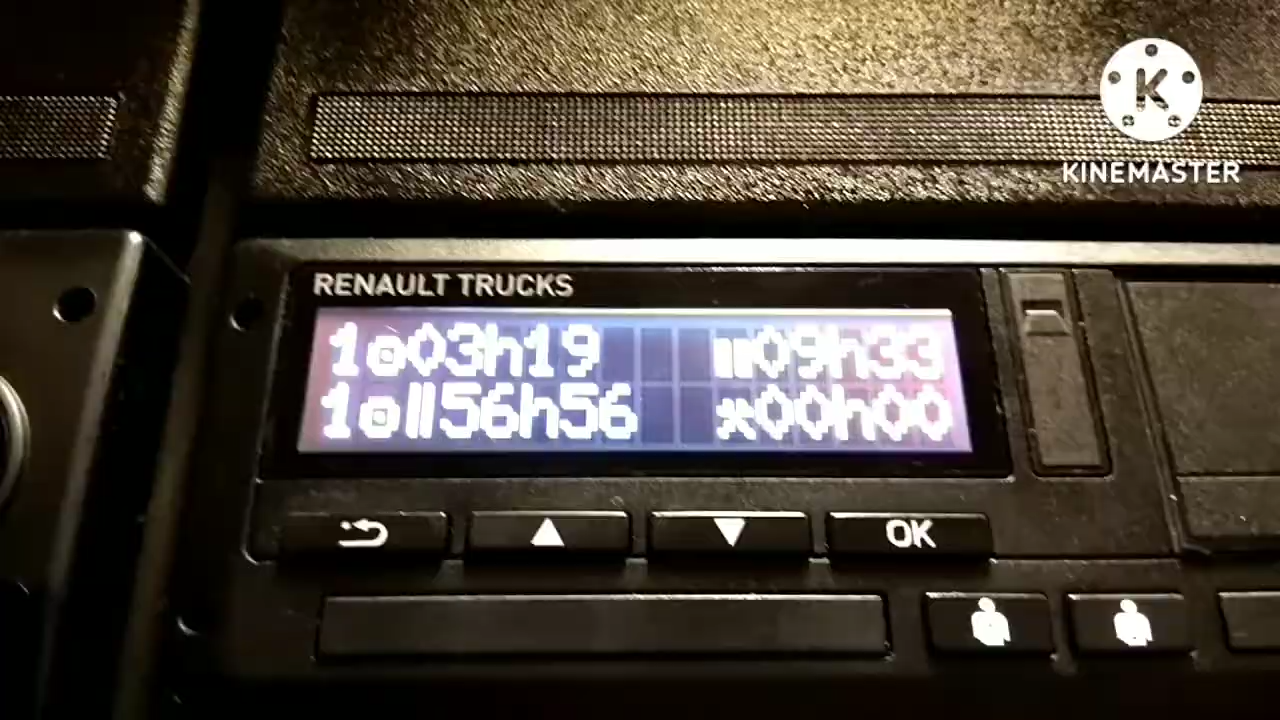 K
KINEMASTER
RENAULT TRUCKS
1 03h19 09h33
1 56h56 00h00
OK